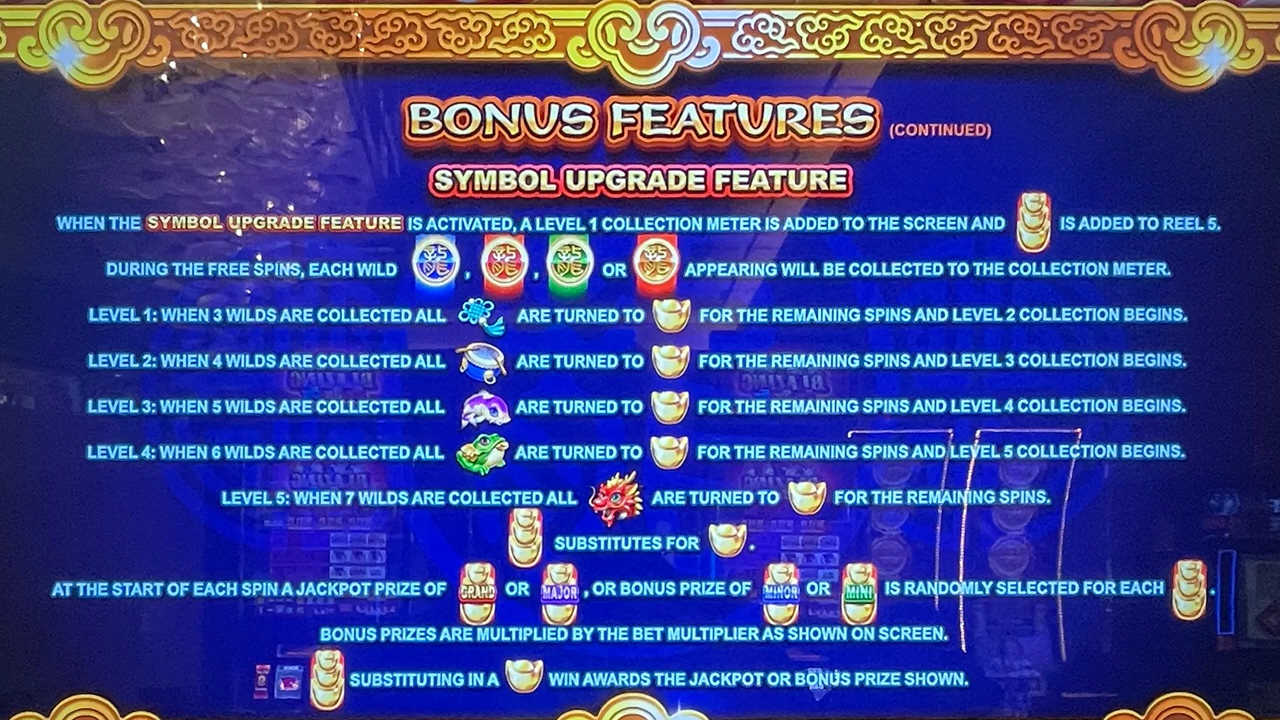 BONUS FEATURES (CONTINUED)
SYMBOL UPGRADE FEATURE
WHEN THE SYMBOL UPGRADE FEATURE IS ACTIVATED, A LEVEL 1 COLLECTION METER IS ADDED TO THE SCREEN AND IS ADDED TO REEL 5.
DURING THE FREE SPINS, EACH WILD , , OR APPEARING WILL BE COLLECTED TO THE COLLECTION METER.
LEVEL 1: WHEN 3 WILDS ARE COLLECTED ALL ARE TURNED TO FOR THE REMAINING SPINS AND LEVEL 2 COLLECTION BEGINS.
LEVEL 2: WHEN 4 WILDS ARE COLLECTED ALL ARE TURNED TO FOR THE REMAINING SPINS AND LEVEL 3 COLLECTION BEGINS.
LEVEL 3: WHEN 5 WILDS ARE COLLECTED ALL ARE TURNED TO FOR THE REMAINING SPINS AND LEVEL 4 COLLECTION BEGINS.
LEVEL 4: WHEN 6 WILDS ARE COLLECTED ALL ARE TURNED TO FOR THE REMAINING SPINS AND LEVEL 5 COLLECTION BEGINS.
LEVEL 5: WHEN 7 WILDS ARE COLLECTED ALL ARE TURNED TO FOR THE REMAINING SPINS.
SUBSTITUTES FOR .
AT THE START OF EACH SPIN A JACKPOT PRIZE OF GRAND OR MAJOR , OR BONUS PRIZE OF MINOR OR MINI IS RANDOMLY SELECTED FOR EACH .
BONUS PRIZES ARE MULTIPLIED BY THE BET MULTIPLIER AS SHOWN ON SCREEN.
SUBSTITUTING IN A WIN AWARDS THE JACKPOT OR BONUS PRIZE SHOWN.